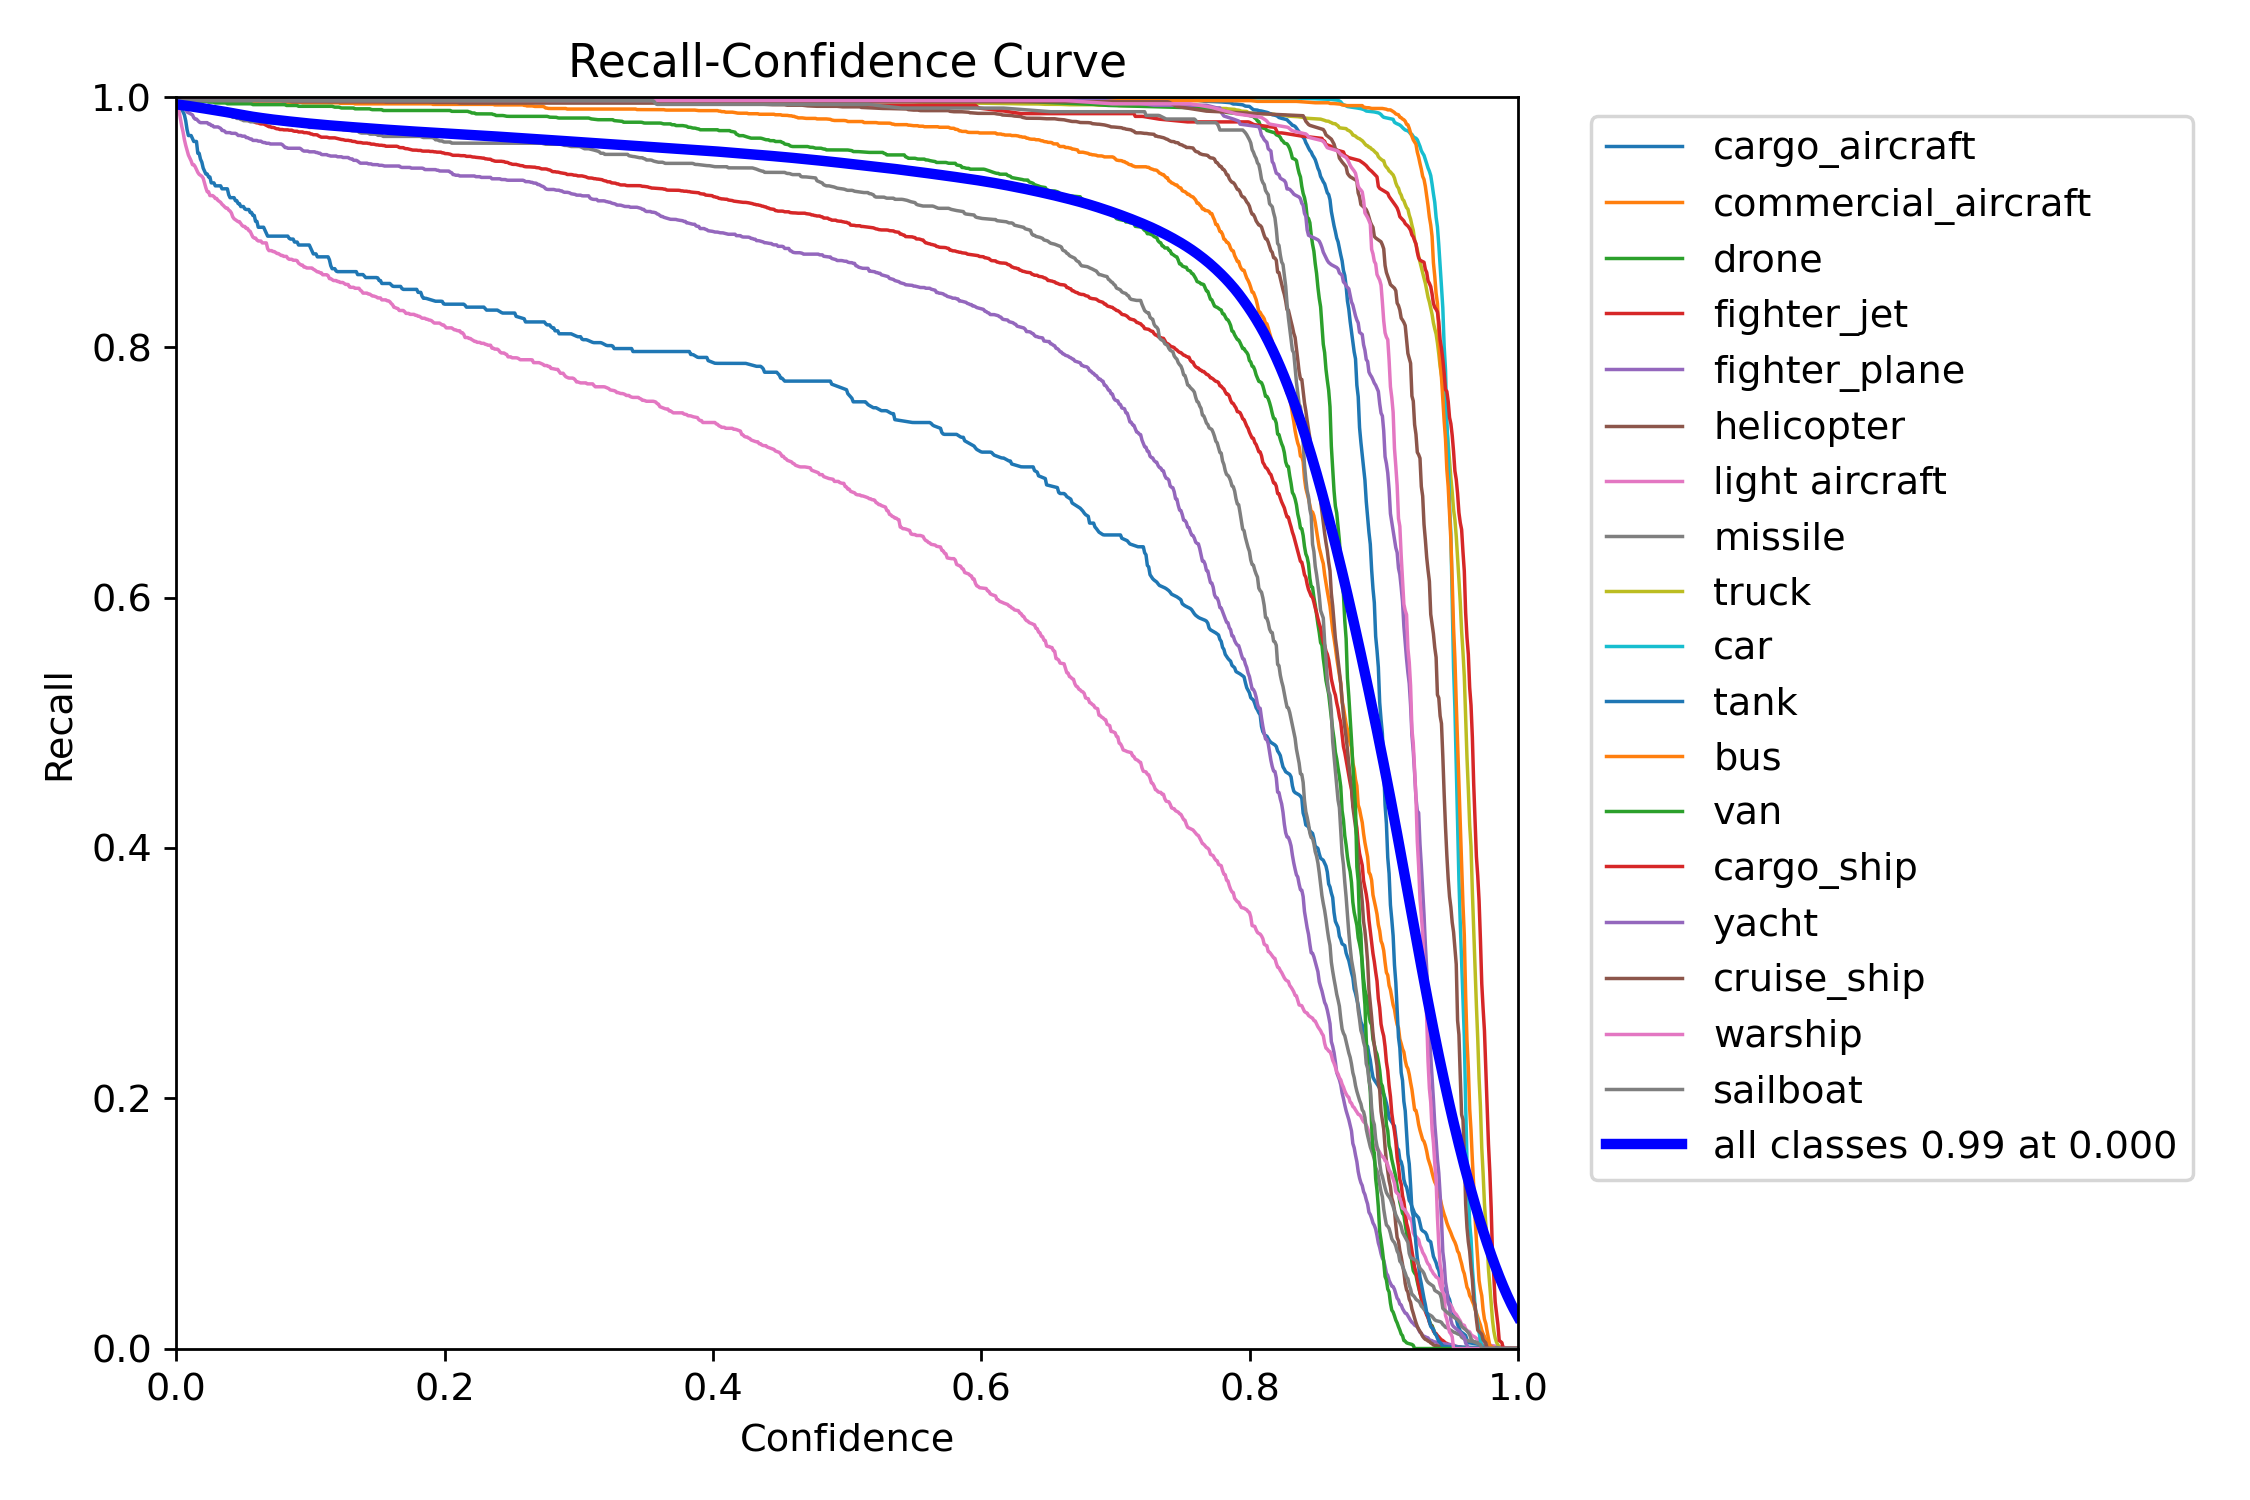 Recall-Confidence Curve
1.0
0.8
0.6
0.4
0.2
0.0
Recall
0.0 0.2 0.4 0.6 0.8 1.0
Confidence
cargo_aircraft
commercial_aircraft
drone
fighter_jet
fighter_plane
helicopter
light aircraft
missile
truck
car
tank
bus
van
cargo_ship
yacht
cruise_ship
warship
sailboat
all classes 0.99 at 0.000